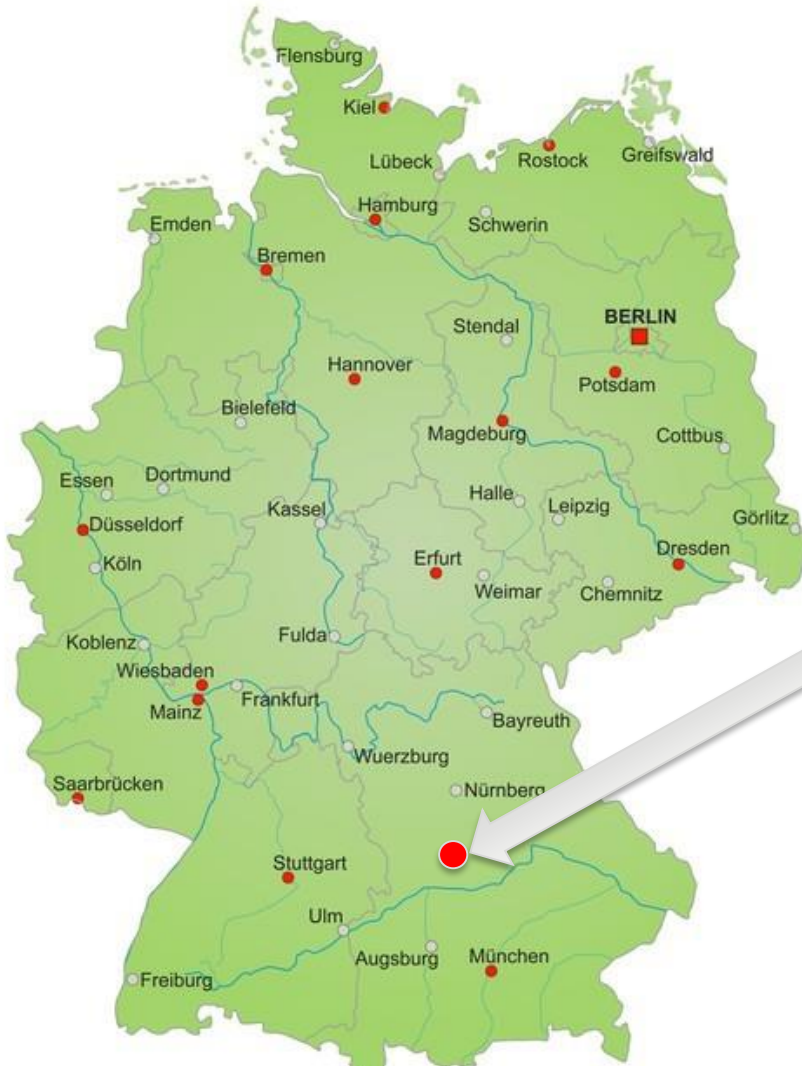 Flensburg
Kiel
Lübeck
Rostock
Greifswald
Hamburg
Schwerin
Emden
Bremen
Stendal
BERLIN
Hannover
Potsdam
Bielefeld
Magdeburg
Cottbus
Essen
Dortmund
Halle
Leipzig
Kassel
Görlitz
Düsseldorf
Dresden
Köln
Erfurt
Weimar
Chemnitz
Koblenz
Fulda
Wiesbaden
Frankfurt
Mainz
Bayreuth
Wuerzburg
Saarbrücken
Nürnberg
Stuttgart
Ulm
Augsburg
München
Freiburg